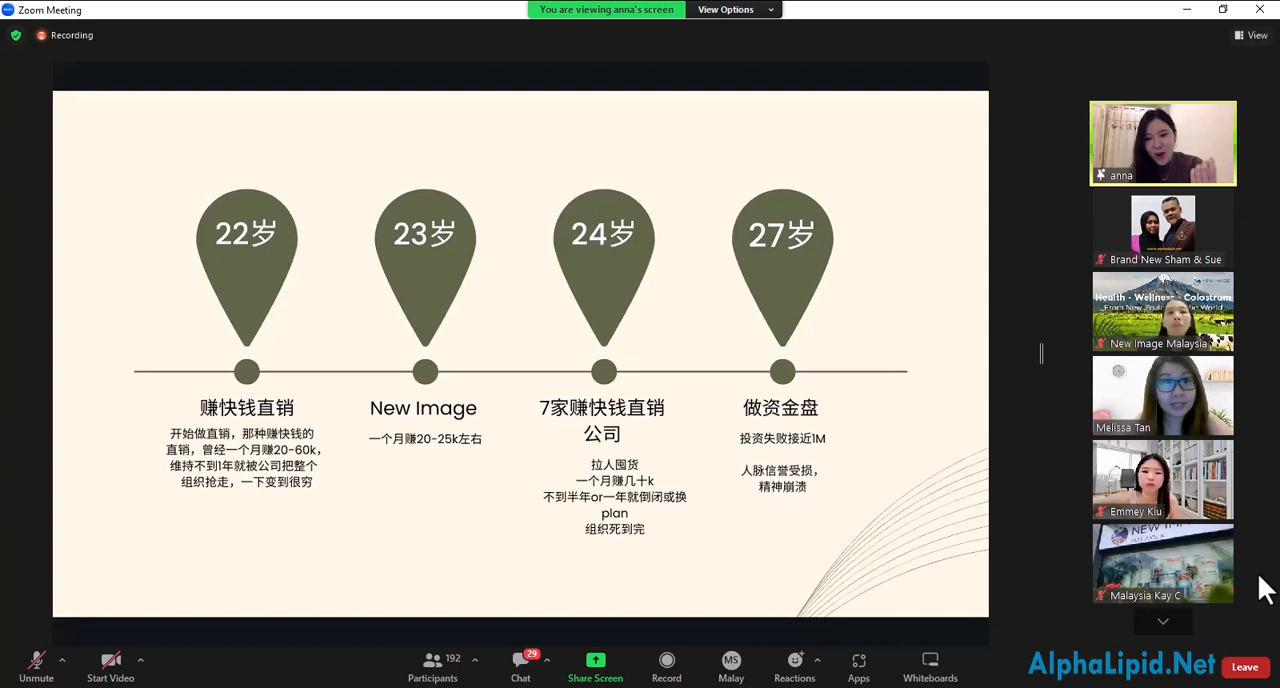 Zoom Meeting
You are viewing anna's screen
View Options
Recording
View
22岁
23岁
24岁
27岁
赚快钱直销
开始做直销，那种赚快钱的
直销，曾经一个月赚20-60k，
维持不到1年就被公司把整个
组织抢走，一下变到很穷
New Image
一个月赚20-25k左右
7家赚快钱直销
公司
拉人囤货
一个月赚几十k
不到半年or一年就倒闭或换
plan
组织死到完
做资金盘
投资失败接近1M
人脉信誉受损，
精神崩溃
anna
Brand New Sham & Sue
NEW IMAGE
Health - Wellness - Colostrum
New Image Malaysia
Melissa Tan
Emmey Kiu
Malaysia Kay C
Unmute
Start Video
192
Participants
29
Chat
Share Screen
Record
MS
Malay
Reactions
Apps
Whiteboards
AlphaLipid.Net
Leave